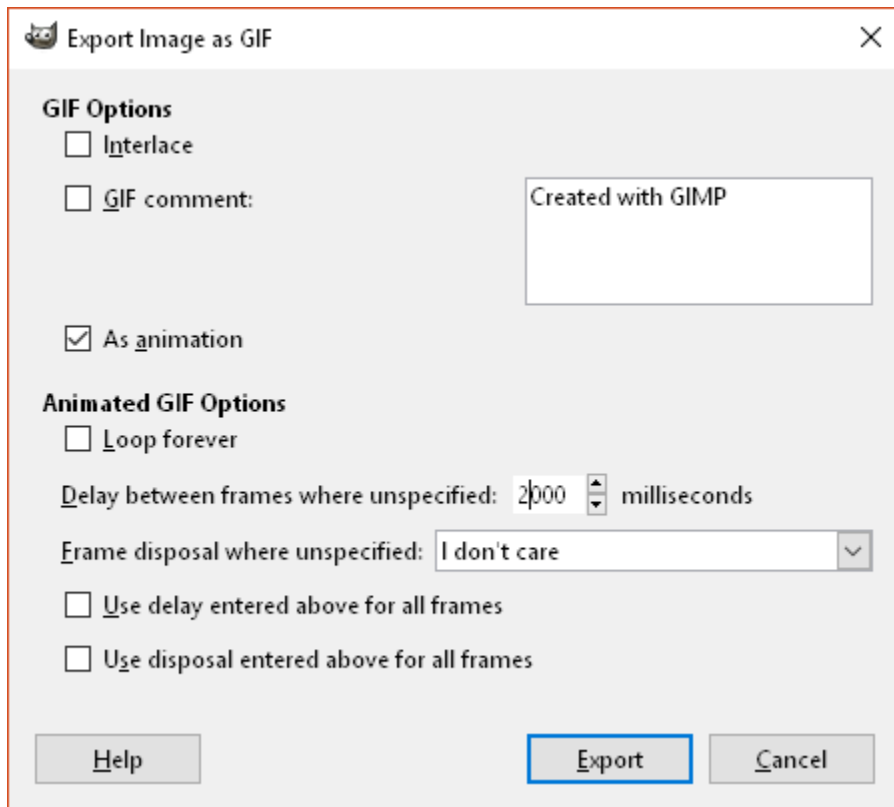 Export Image as GIF
GIF Options
Interlace
GIF comment:
Created with GIMP
As animation
Animated GIF Options
Loop forever
Delay between frames where unspecified: 2000 milliseconds
Frame disposal where unspecified: I don't care
Use delay entered above for all frames
Use disposal entered above for all frames
Help Export Cancel